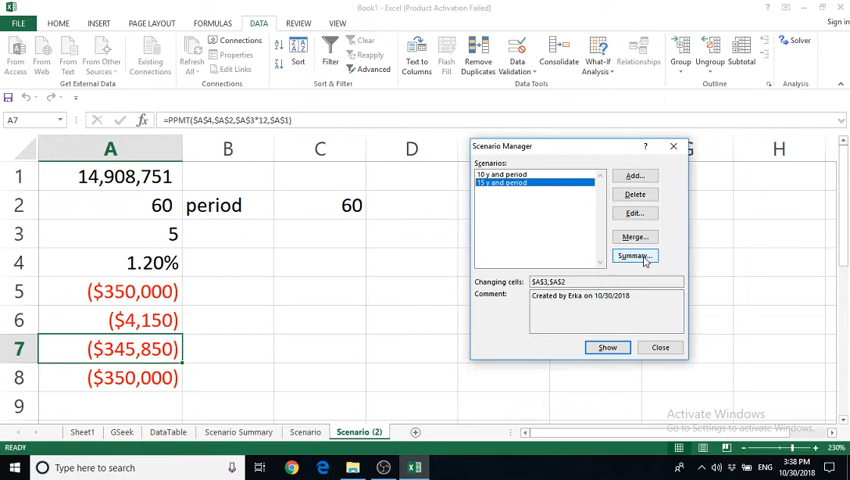 Book1 - Excel (Product Activation Failed)
FILE HOME INSERT PAGE LAYOUT FORMULAS DATA REVIEW VIEW Sign in
From Access
From Web
From Text
From Other Sources
Existing Connections
Refresh All
Connections
Properties
Edit Links
Sort
Filter
Clear
Reapply
Advanced
Text to Columns
Flash Fill
Remove Duplicates
Data Validation
Consolidate
What-If Analysis
Relationships
Group
Ungroup
Subtotal
Solver
Get External Data
Connections
Sort & Filter
Data Tools
Outline
Analysis
A7 fx =PPMT($A$4,$A$2,$A$3*12,$A$1)
A B C D G H
1 14,908,751
2 60 period 60
3 5
4 1.20%
5 ($350,000)
6 ($4,150)
7 ($345,850)
8 ($350,000)
9
Scenario Manager ?
Scenarios:
10 y and period
15 y and period
Add...
Delete
Edit...
Merge...
Summary...
Changing cells: $A$3,$A$2
Comment: Created by Erka on 10/30/2018
Show Close
Activate Windows
Go to Settings to activate Windows.
Sheet1 GSeek DataTable Scenario Summary Scenario Scenario (2)
READY 230%
Type here to search
ENG
3:38 PM
10/30/2018